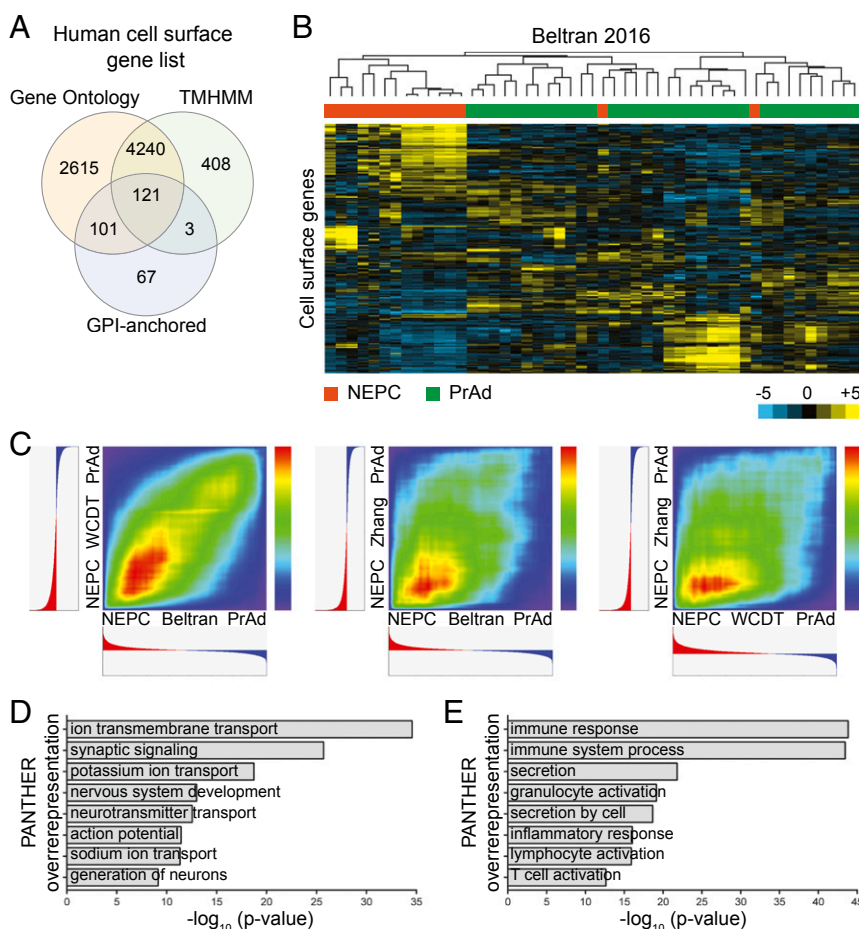 A
Human cell surface
gene list
Gene Ontology
TMHMM
2615
4240
408
121
101
3
67
GPI-anchored
B
Beltran 2016
Cell surface genes
NEPC
PrAd
-5 0 +5
C
NEPC WCDT PrAd
NEPC Beltran PrAd
NEPC Zhang PrAd
NEPC Beltran PrAd
NEPC Zhang PrAd
NEPC WCDT PrAd
D
PANTHER
overrerepresentation
ion transmembrane transport
synaptic signaling
potassium ion transport
nervous system development
neurotransmitter transport
action potential
sodium ion transport
generation of neurons
0 5 10 15 20 25 30 35
-log10 (p-value)
E
PANTHER
overrerepresentation
immune response
immune system process
secretion
granulocyte activation
secretion by cell
inflammatory response
lymphocyte activation
T cell activation
0 5 10 15 20 25 30 35 40 45
-log10 (p-value)